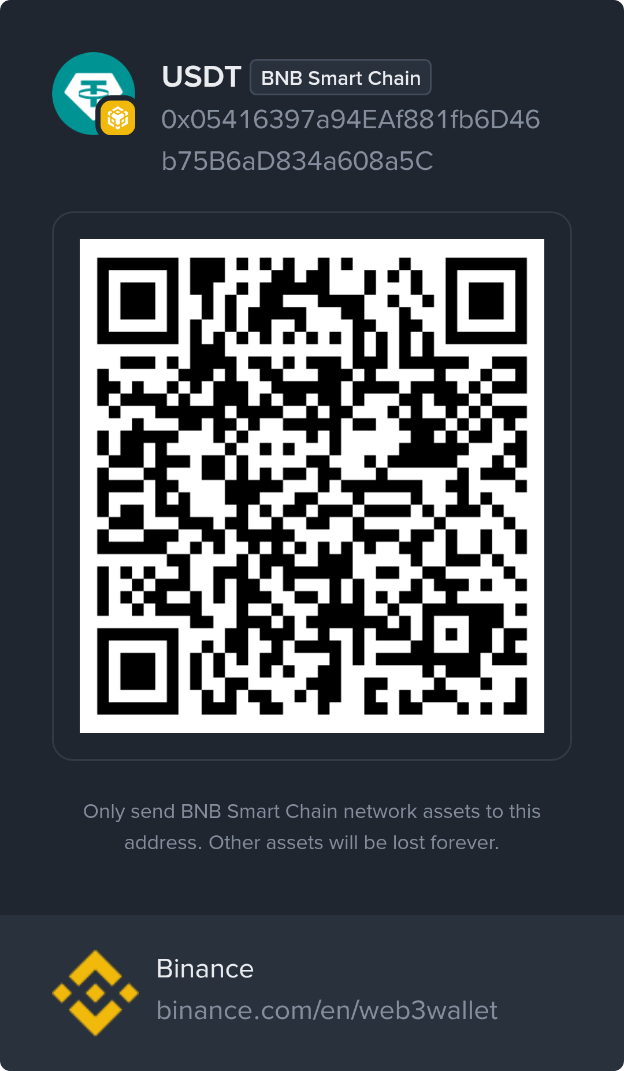 USDT BNB Smart Chain
0x05416397a94EAf881fb6D46
b75B6aD834a608a5C
Only send BNB Smart Chain network assets to this
address. Other assets will be lost forever.
Binance
binance.com/en/web3wallet